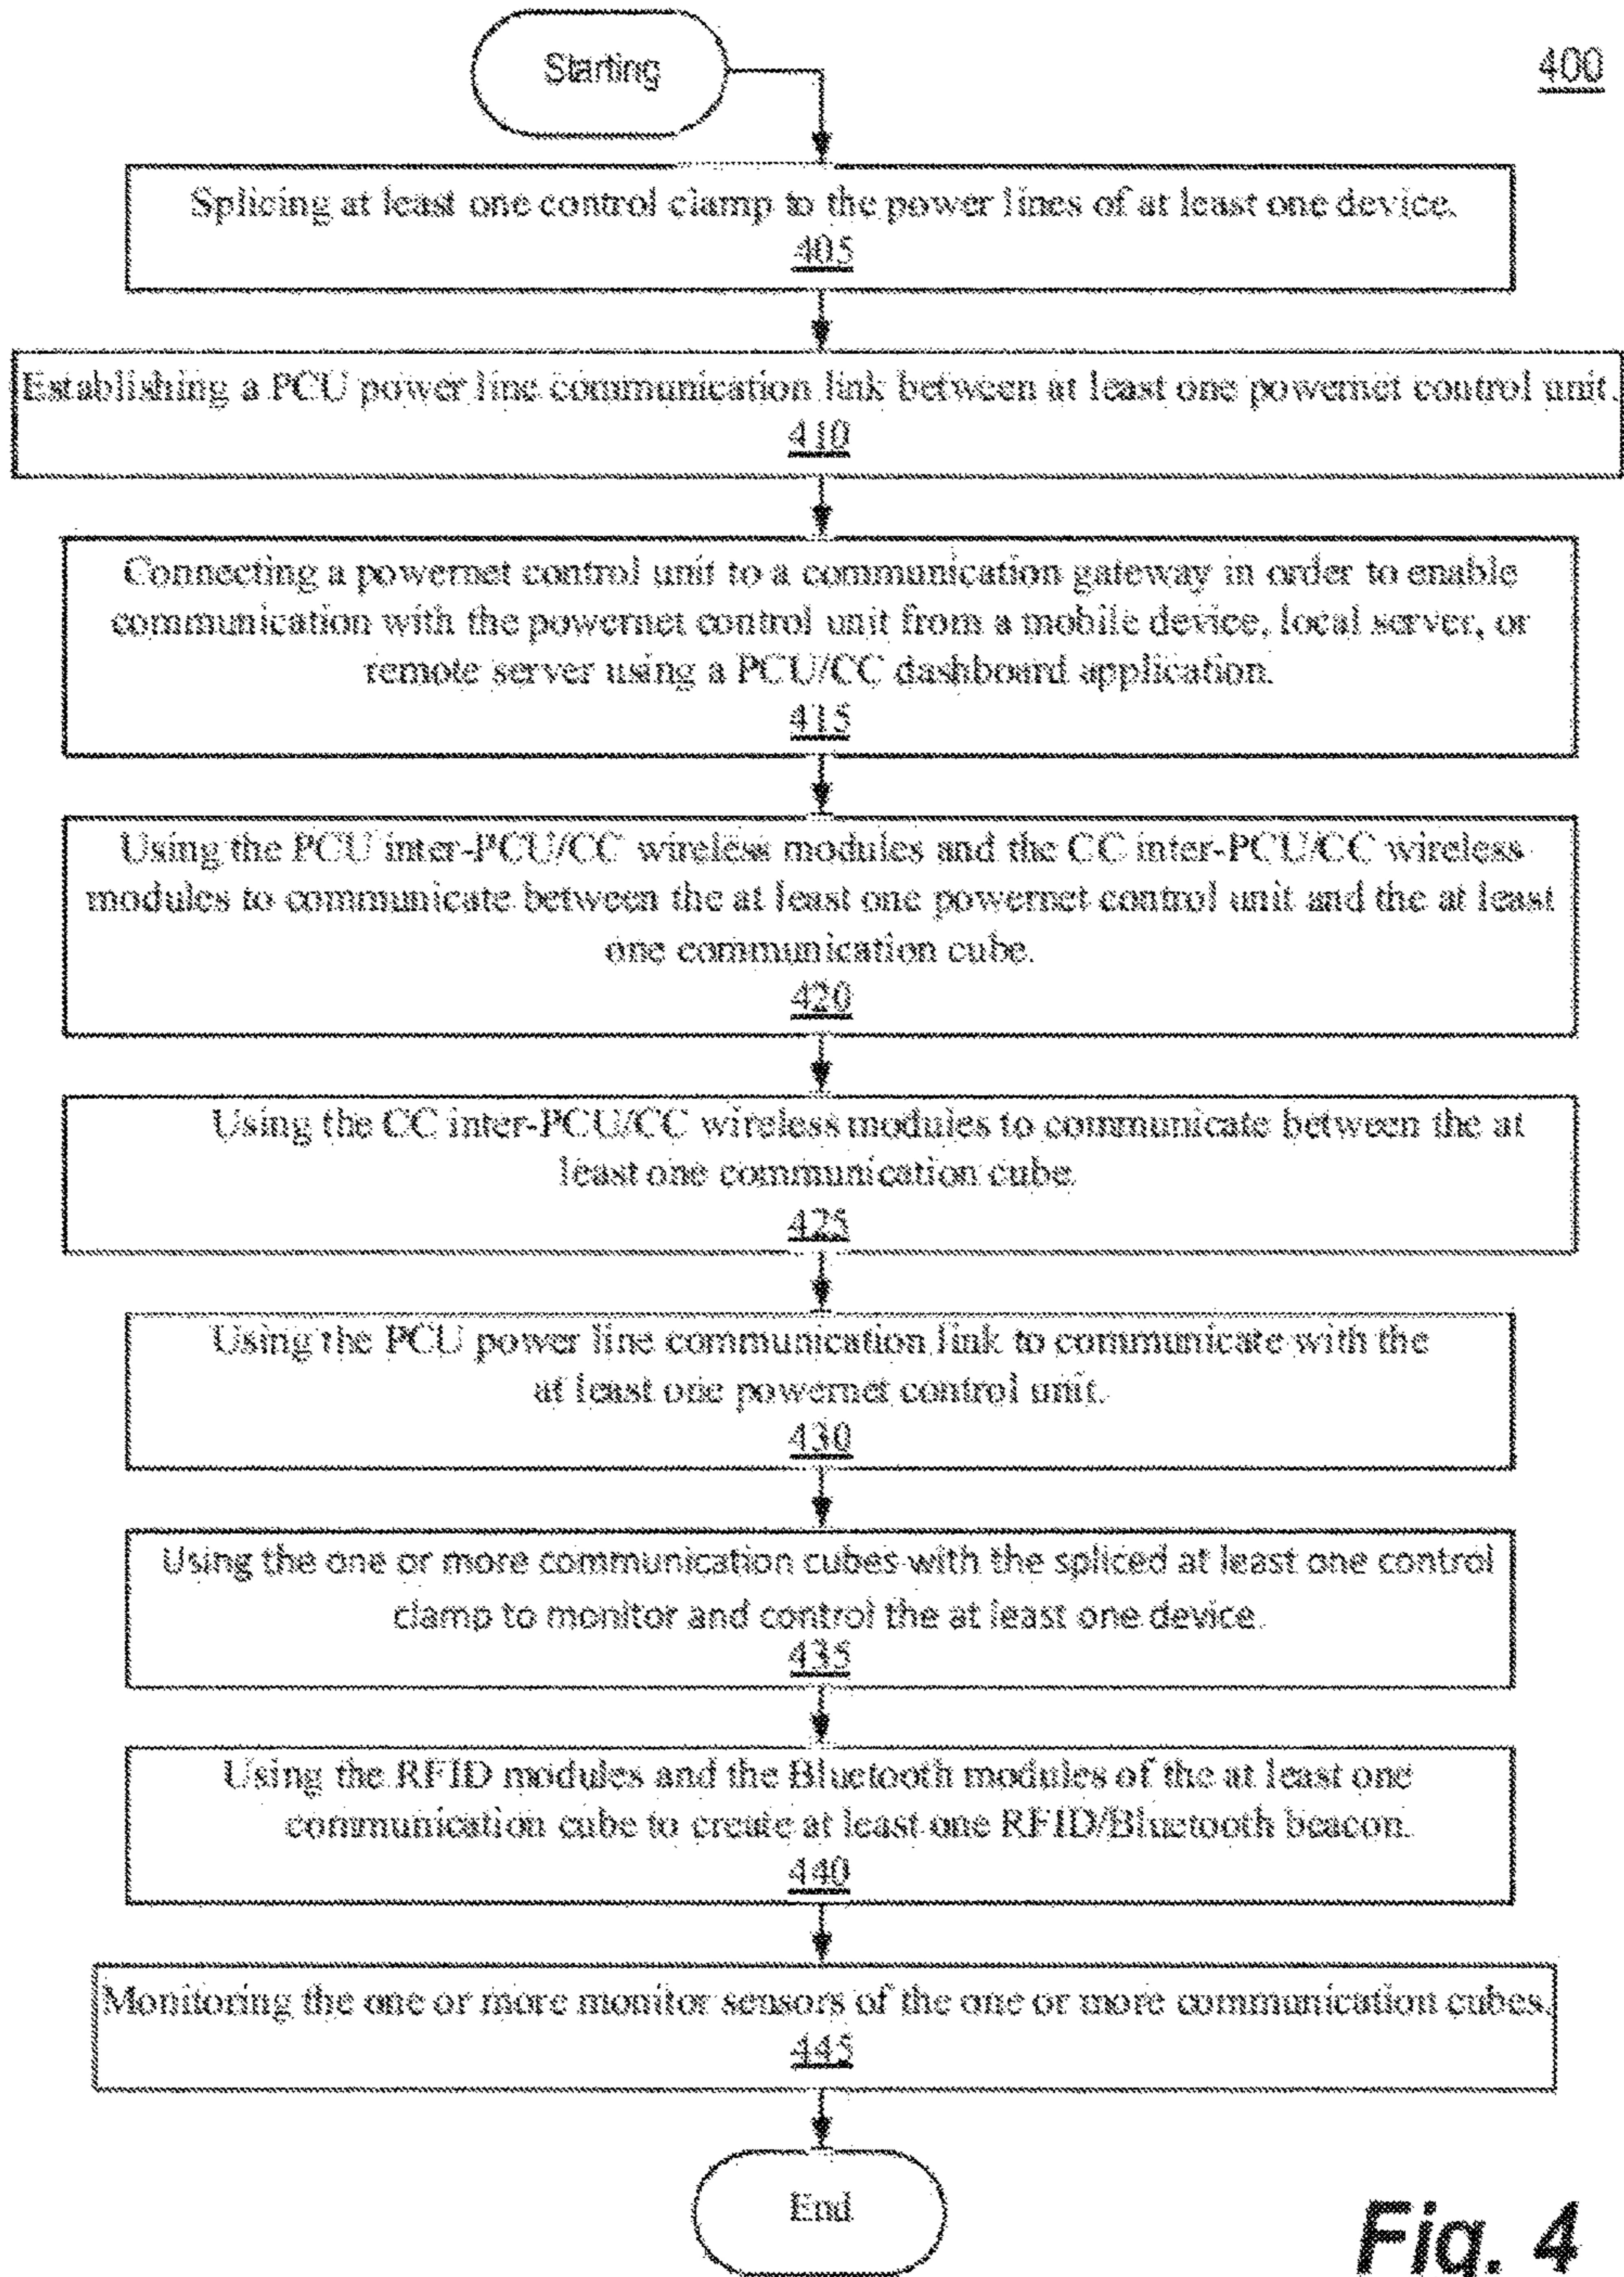 Starting
400
Splicing at least one control clamp to the power lines of at least one device.
405
Establishing a PCU power line communication link between at least one powernet control unit.
410
Connecting a powernet control unit to a communication gateway in order to enable
communication with the powernet control unit from a mobile device, local server, or
remote server using a PCU/CC dashboard application.
415
Using the PCU inter-PCU/CC wireless modules and the CC inter-PCU/CC wireless
modules to communicate between the at least one powernet control unit and the at least
one communication cube.
420
Using the CC inter-PCU/CC wireless modules to communicate between the at
least one communication cube.
425
Using the PCU power line communication link to communicate with the
at least one powernet control unit.
430
Using the one or more communication cubes with the spliced at least one control
clamp to monitor and control the at least one device.
435
Using the RFID modules and the Bluetooth modules of the at least one
communication cube to create at least one RFID/Bluetooth beacon.
440
Monitoring the one or more monitor sensors of the one or more communication cubes.
445
End
Fig. 4